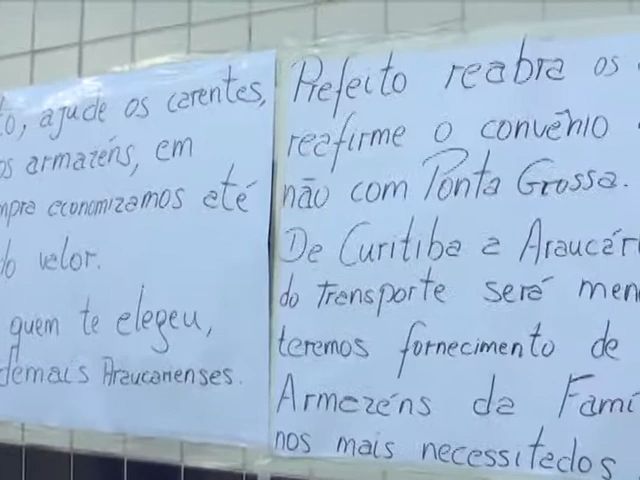 to, ajude os carentes,
os armazéns, em
mpra economizamos até
do valor.
quem te elegeu,
demais Araucarienses.
Prefeito reabra os
reafirme o convênio
não com Ponta Grossa.
De Curitiba a Araucári
do transporte será men
teremos fornecimento de
Armazéns da Famí
nos mais necessitados